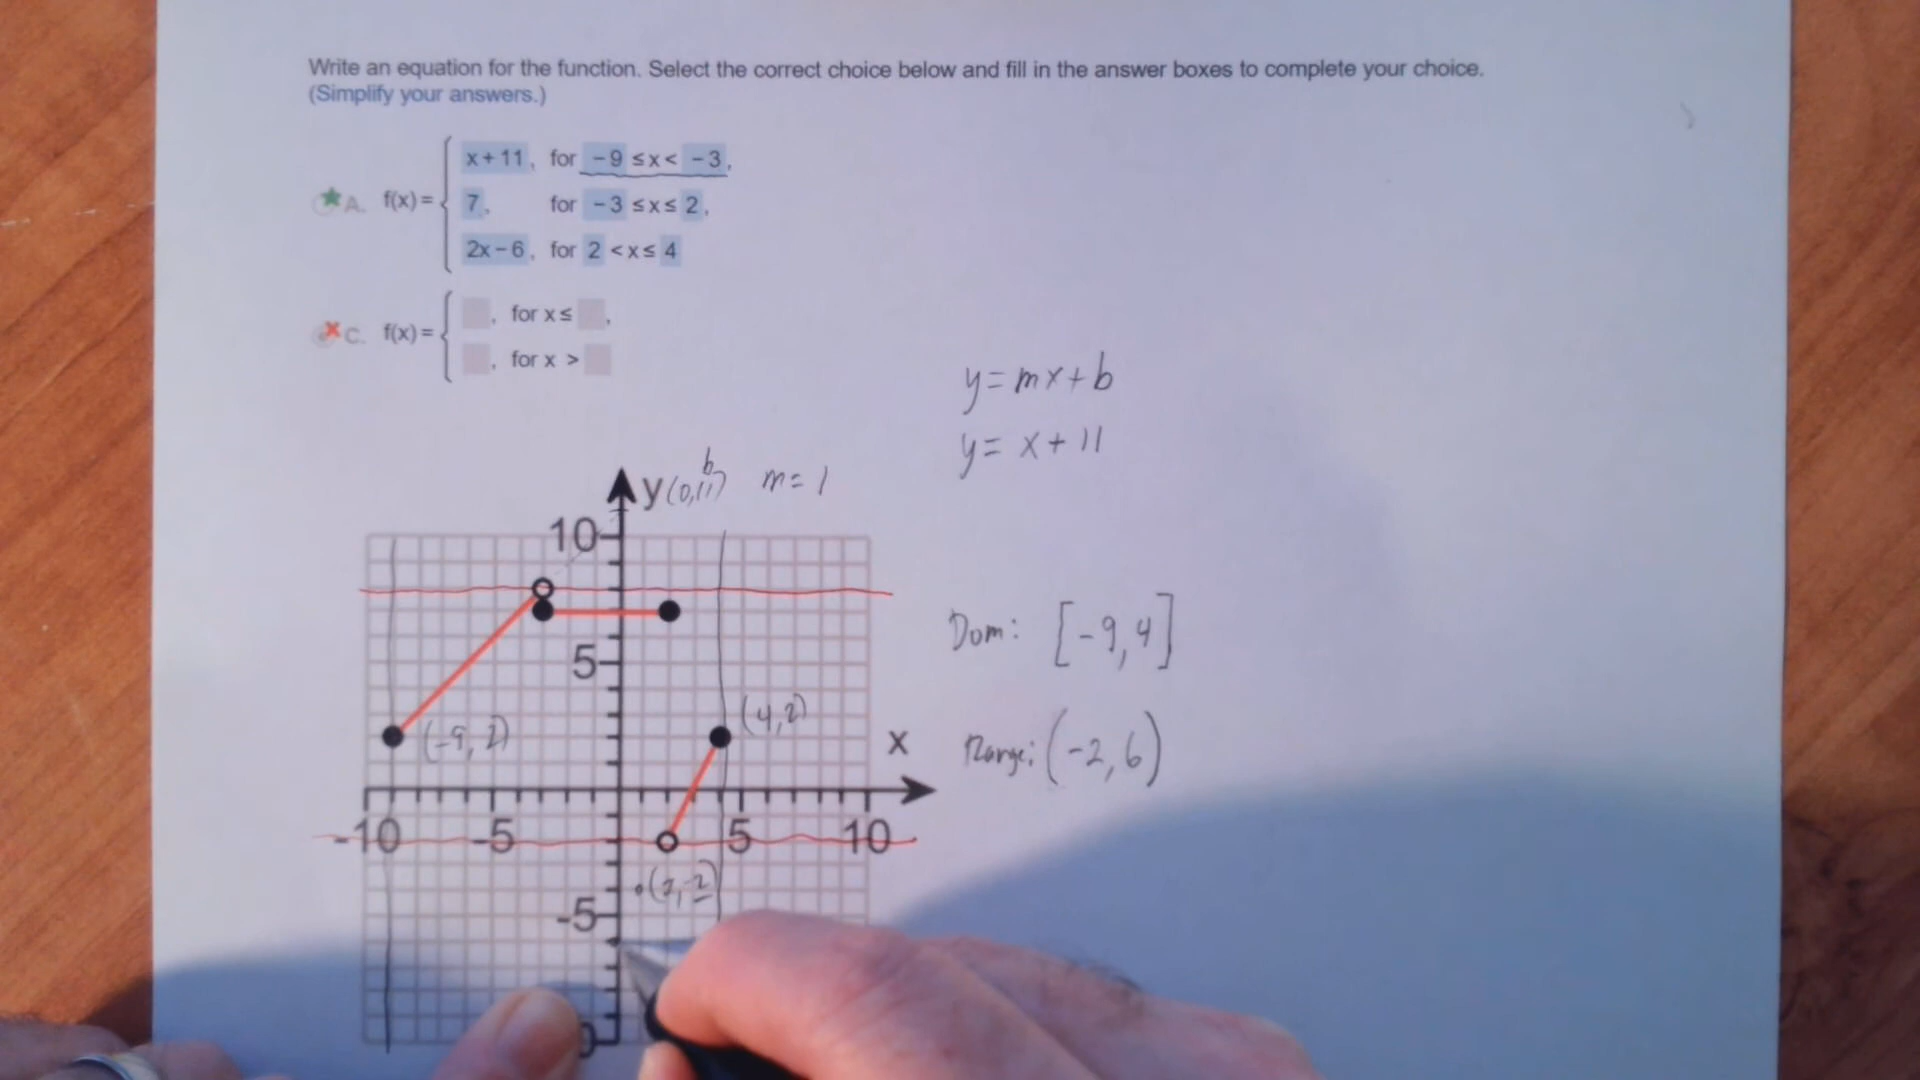 Write an equation for the function. Select the correct choice below and fill in the answer boxes to complete your choice.
(Simplify your answers.)
A. f(x) = { x + 11, for -9 ≤ x < -3,
7, for -3 ≤ x ≤ 2,
2x - 6, for 2 < x ≤ 4
C. f(x) = { , for x ≤ ,
, for x >
y = mx + b
y = x + 11
b
y (0,11) m = 1
10
5
(-9, 2)
(4,2)
x
-10 -5 5 10
(2,-2)
-5
Dom: [-9,4]
Range: (-2,6)